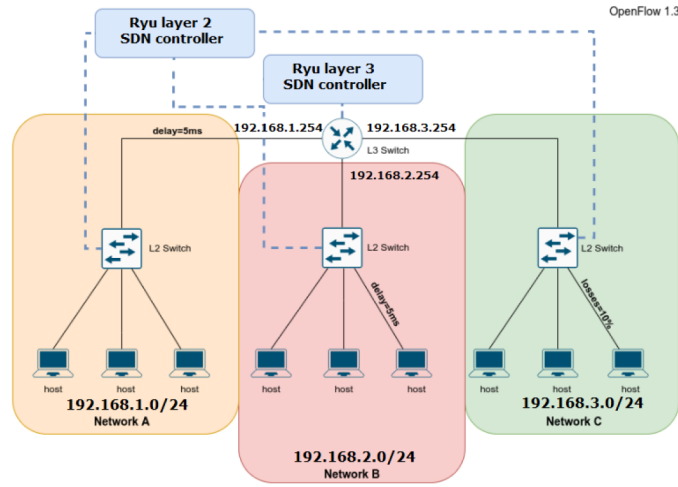 OpenFlow 1.3
Ryu layer 2
SDN controller
Ryu layer 3
SDN controller
delay=5ms
192.168.1.254
192.168.3.254
L3 Switch
192.168.2.254
L2 Switch
L2 Switch
L2 Switch
delay=5ms
losses=10%
host
host
host
host
host
host
host
host
host
192.168.1.0/24
Network A
192.168.2.0/24
Network B
192.168.3.0/24
Network C